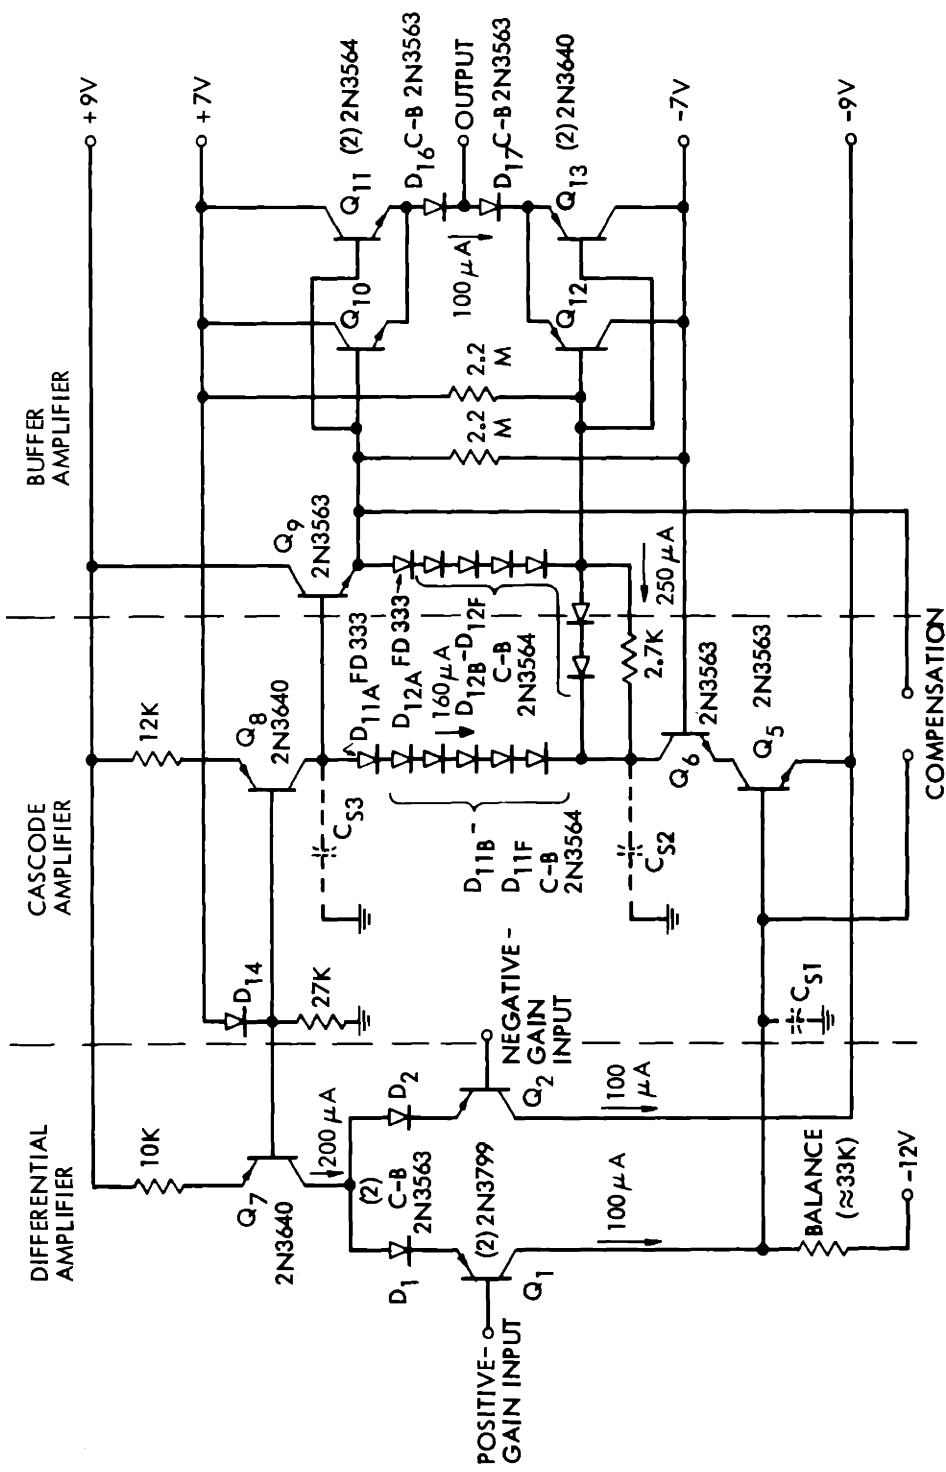 DIFFERENTIAL
AMPLIFIER
CASCODE
AMPLIFIER
BUFFER
AMPLIFIER
+9V
+7V
10K
12K
Q7
2N3640
Q8
2N3640
D14
27K
200 μA
D1
D2
(2)
C-B
2N3563
(2) 2N3799
POSITIVE-
GAIN INPUT
Q1
Q2
NEGATIVE-
GAIN
INPUT
100 μA
100
μA
BALANCE
(≈33K)
-12V
CS1
CS3
CS2
D11A
FD 333
D11B-
D11F
C-B
2N3564
160 μA
D12A FD 333
D12B-D12F
C-B
2N3564
Q9
2N3563
2.7K
250 μA
Q6
2N3563
Q5
2N3563
COMPENSATION
2.2
M
2.2
M
Q10
Q11
(2) 2N3564
D16 C-B 2N3563
OUTPUT
D17 C-B 2N3563
100 μA
Q12
Q13
(2) 2N3640
-7V
-9V